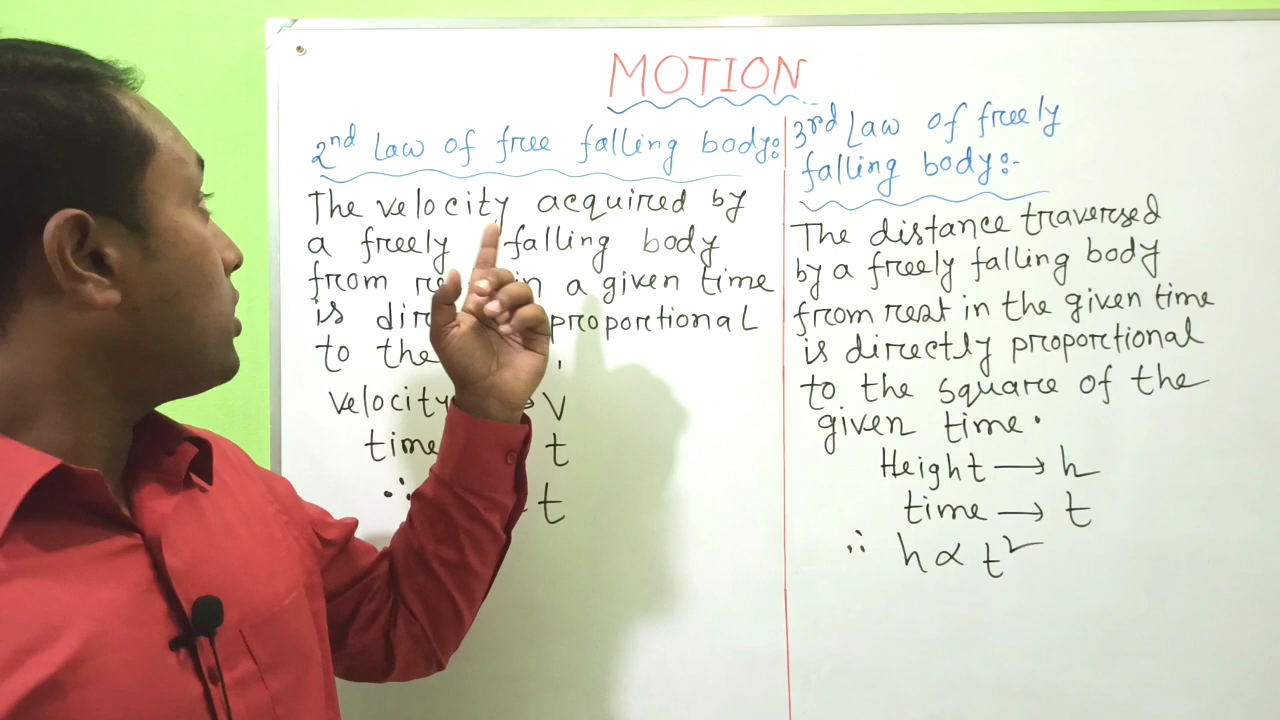 MOTION
2nd Law of free falling body:
The velocity acquired by
a freely falling body
from in a given time
is proportional
to the
velocity V
time t
∴ t
3rd Law of freely
falling body:-
The distance traversed
by a freely falling body
from rest in the given time
is directly proportional
to the square of the
given time.
Height → h
time → t
∴ h ∝ t²